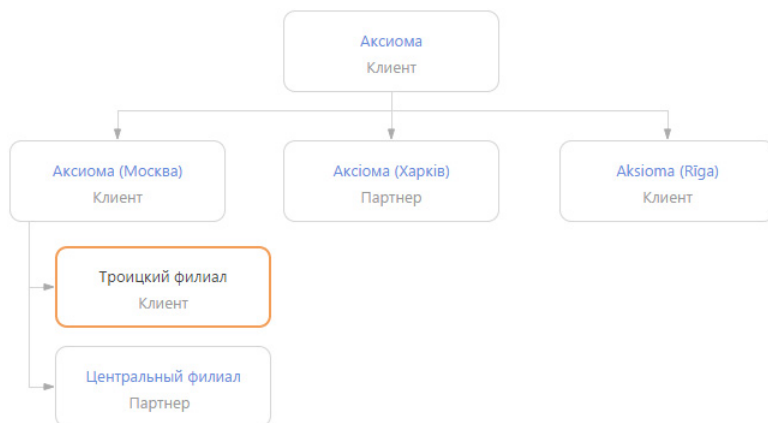 Аксиома
Клиент
Аксиома (Москва)
Клиент
Аксіома (Харків)
Партнер
Aksioma (Rīga)
Клиент
Троицкий филиал
Клиент
Центральный филиал
Партнер